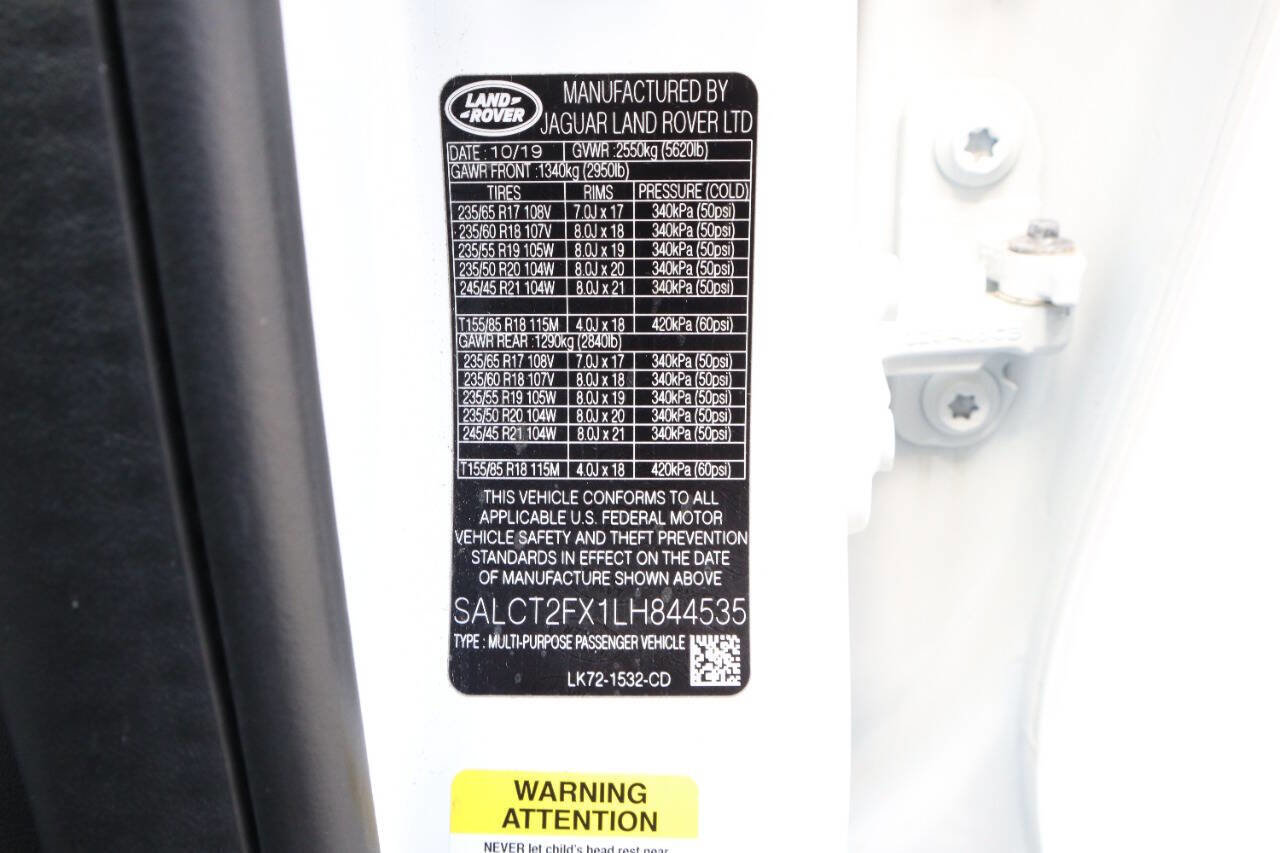 LAND ROVER
MANUFACTURED BY
JAGUAR LAND ROVER LTD
DATE : 10/19 GVWR :2550kg (5620lb)
GAWR FRONT :1340kg (2950lb)
TIRES RIMS PRESSURE (COLD)
235/65 R17 108V 7.0J x 17 340kPa (50psi)
235/60 R18 107V 8.0J x 18 340kPa (50psi)
235/55 R19 105W 8.0J x 19 340kPa (50psi)
235/50 R20 104W 8.0J x 20 340kPa (50psi)
245/45 R21 104W 8.0J x 21 340kPa (50psi)
T155/85 R18 115M 4.0J x 18 420kPa (60psi)
GAWR REAR :1290kg (2840lb)
235/65 R17 108V 7.0J x 17 340kPa (50psi)
235/60 R18 107V 8.0J x 18 340kPa (50psi)
235/55 R19 105W 8.0J x 19 340kPa (50psi)
235/50 R20 104W 8.0J x 20 340kPa (50psi)
245/45 R21 104W 8.0J x 21 340kPa (50psi)
T155/85 R18 115M 4.0J x 18 420kPa (60psi)
THIS VEHICLE CONFORMS TO ALL
APPLICABLE U.S. FEDERAL MOTOR
VEHICLE SAFETY AND THEFT PREVENTION
STANDARDS IN EFFECT ON THE DATE
OF MANUFACTURE SHOWN ABOVE
SALCT2FX1LH844535
TYPE : MULTI-PURPOSE PASSENGER VEHICLE
LK72-1532-CD
WARNING
ATTENTION
NEVER let child's head rest near